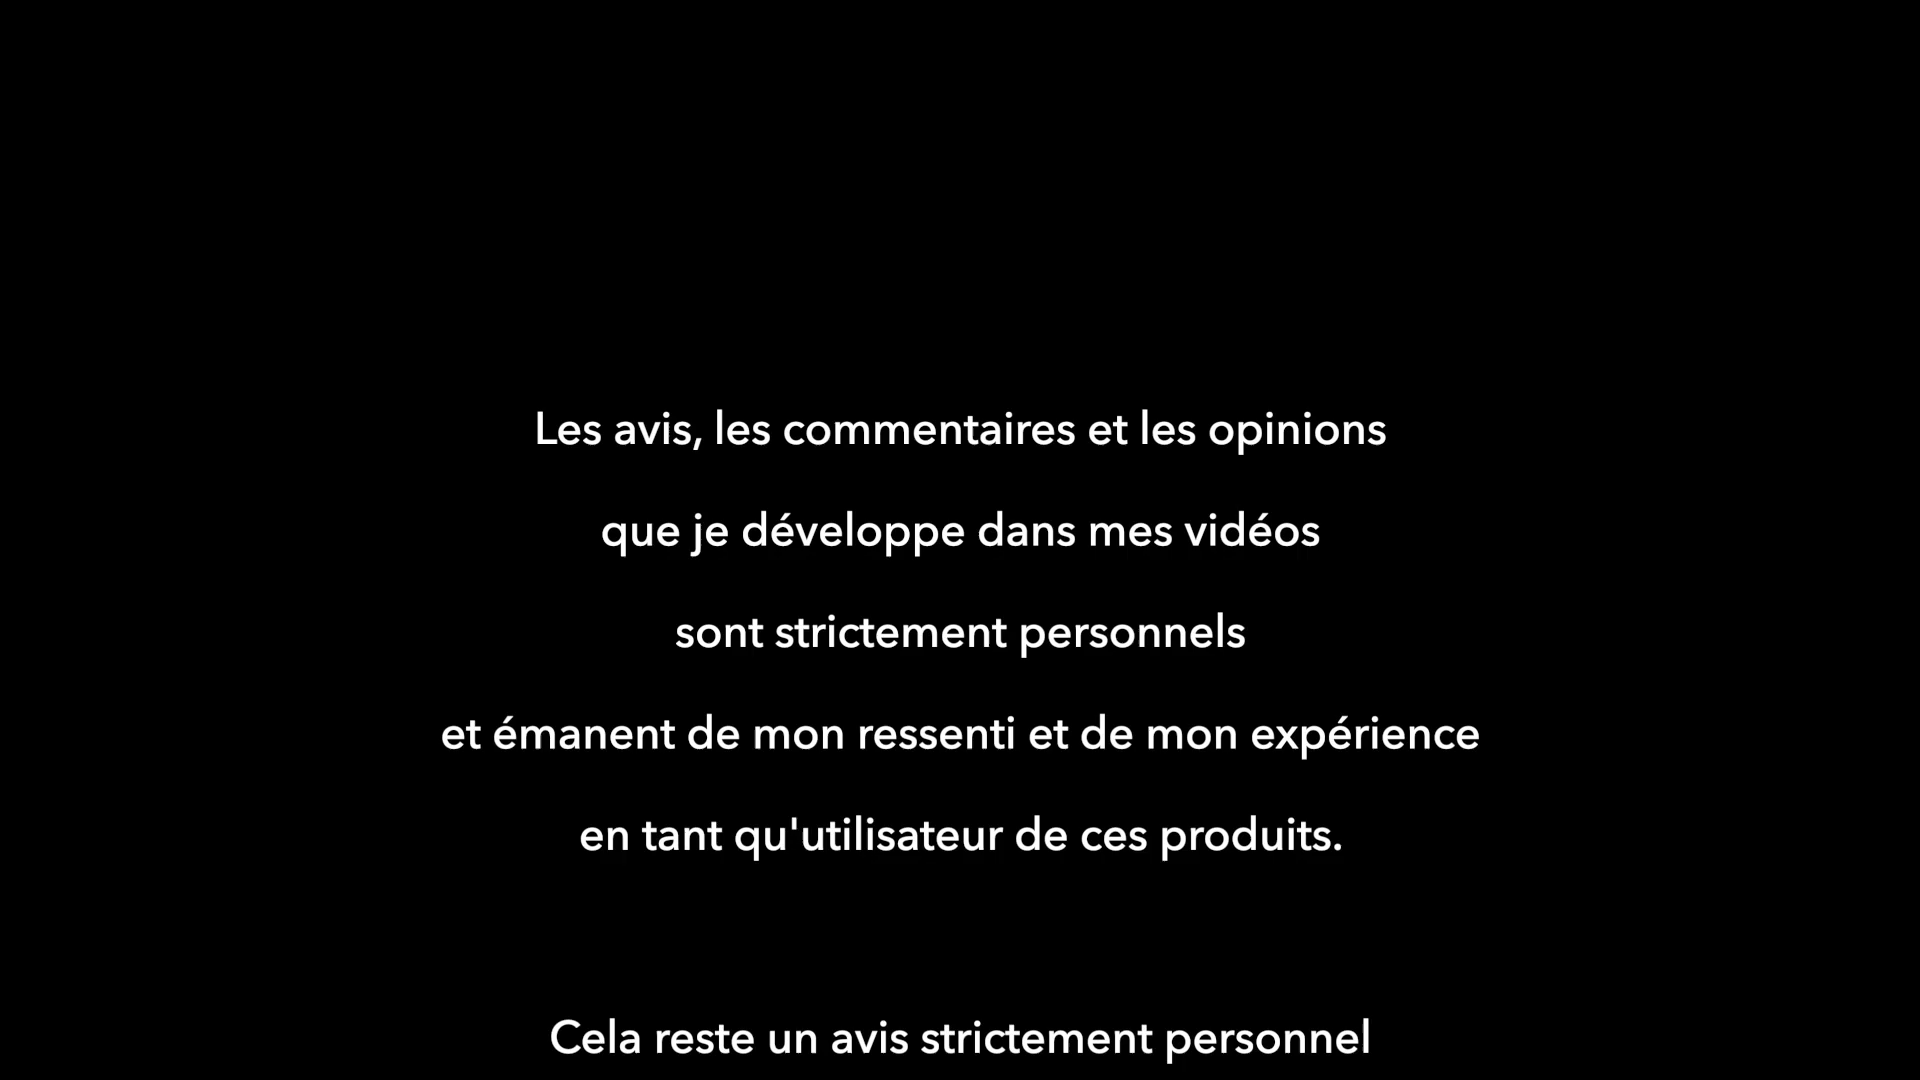 Les avis, les commentaires et les opinions
que je développe dans mes vidéos
sont strictement personnels
et émanent de mon ressenti et de mon expérience
en tant qu'utilisateur de ces produits.
Cela reste un avis strictement personnel